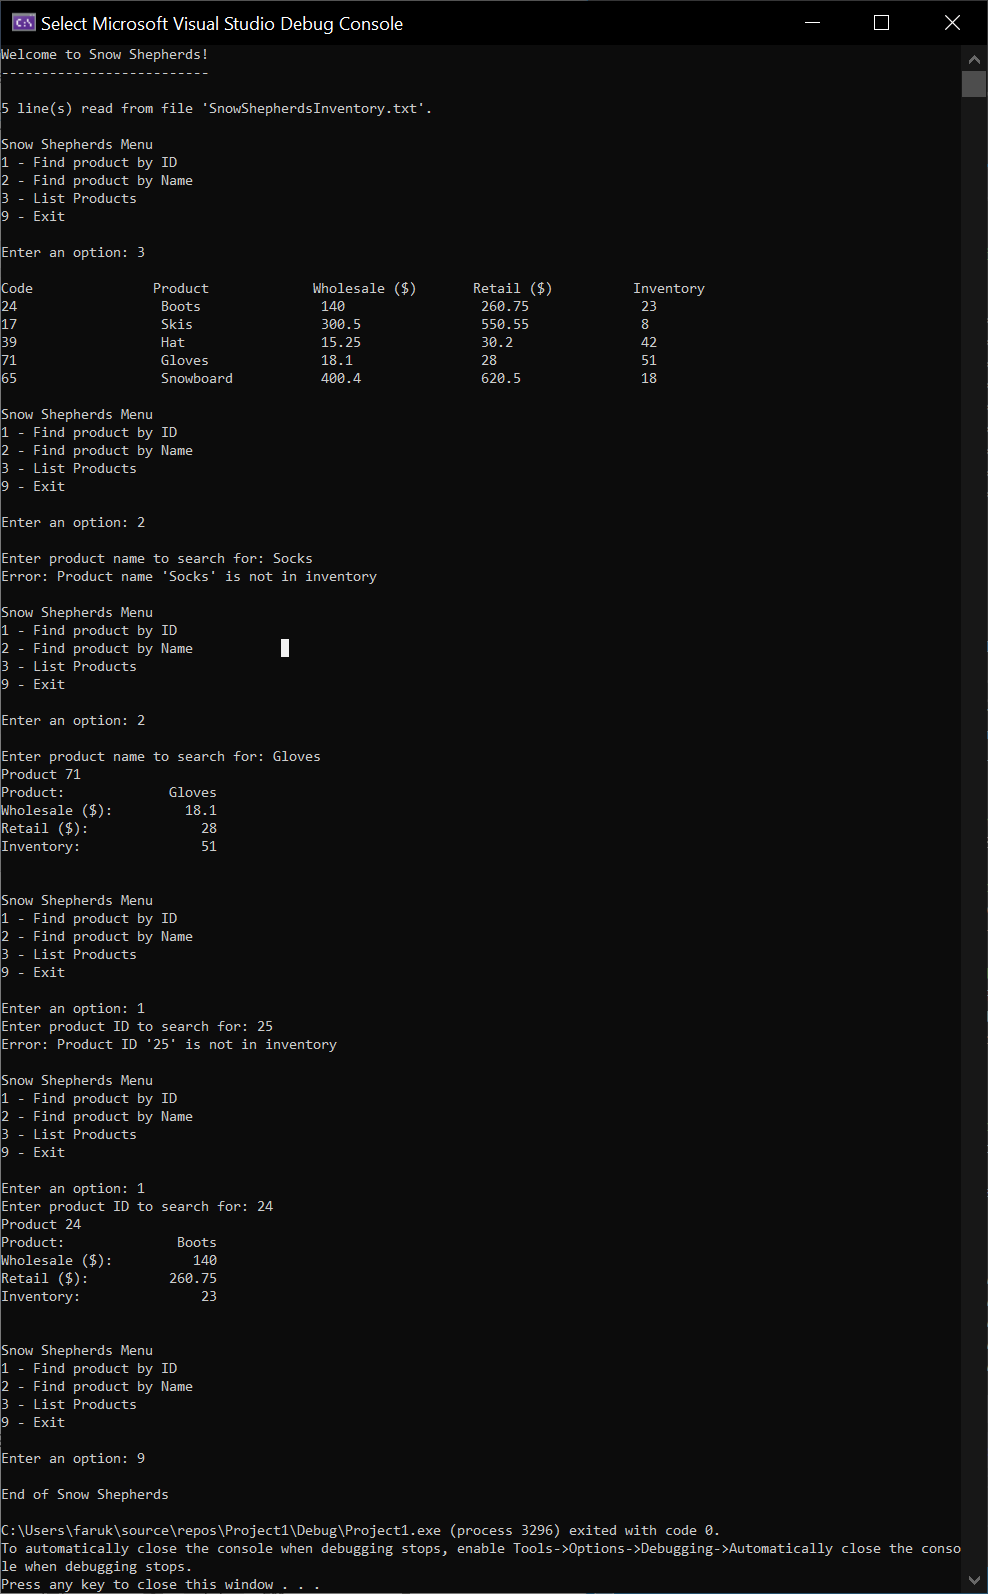 Select Microsoft Visual Studio Debug Console
Welcome to Snow Shepherds!
--------------------------
5 line(s) read from file 'SnowShepherdsInventory.txt'.
Snow Shepherds Menu
1 - Find product by ID
2 - Find product by Name
3 - List Products
9 - Exit
Enter an option: 3
Code Product Wholesale ($) Retail ($) Inventory
24 Boots 140 260.75 23
17 Skis 300.5 550.55 8
39 Hat 15.25 30.2 42
71 Gloves 18.1 28 51
65 Snowboard 400.4 620.5 18
Snow Shepherds Menu
1 - Find product by ID
2 - Find product by Name
3 - List Products
9 - Exit
Enter an option: 2
Enter product name to search for: Socks
Error: Product name 'Socks' is not in inventory
Snow Shepherds Menu
1 - Find product by ID
2 - Find product by Name
3 - List Products
9 - Exit
Enter an option: 2
Enter product name to search for: Gloves
Product 71
Product: Gloves
Wholesale ($): 18.1
Retail ($): 28
Inventory: 51
Snow Shepherds Menu
1 - Find product by ID
2 - Find product by Name
3 - List Products
9 - Exit
Enter an option: 1
Enter product ID to search for: 25
Error: Product ID '25' is not in inventory
Snow Shepherds Menu
1 - Find product by ID
2 - Find product by Name
3 - List Products
9 - Exit
Enter an option: 1
Enter product ID to search for: 24
Product 24
Product: Boots
Wholesale ($): 140
Retail ($): 260.75
Inventory: 23
Snow Shepherds Menu
1 - Find product by ID
2 - Find product by Name
3 - List Products
9 - Exit
Enter an option: 9
End of Snow Shepherds
C:\Users\faruk\source\repos\Project1\Debug\Project1.exe (process 3296) exited with code 0.
To automatically close the console when debugging stops, enable Tools->Options->Debugging->Automatically close the conso
le when debugging stops.
Press any key to close this window . . .